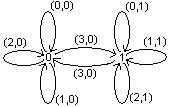 (0,0) (0,1)
(2,0) (3,0) (1,1)
0 1
(3,0)
(1,0) (2,1)